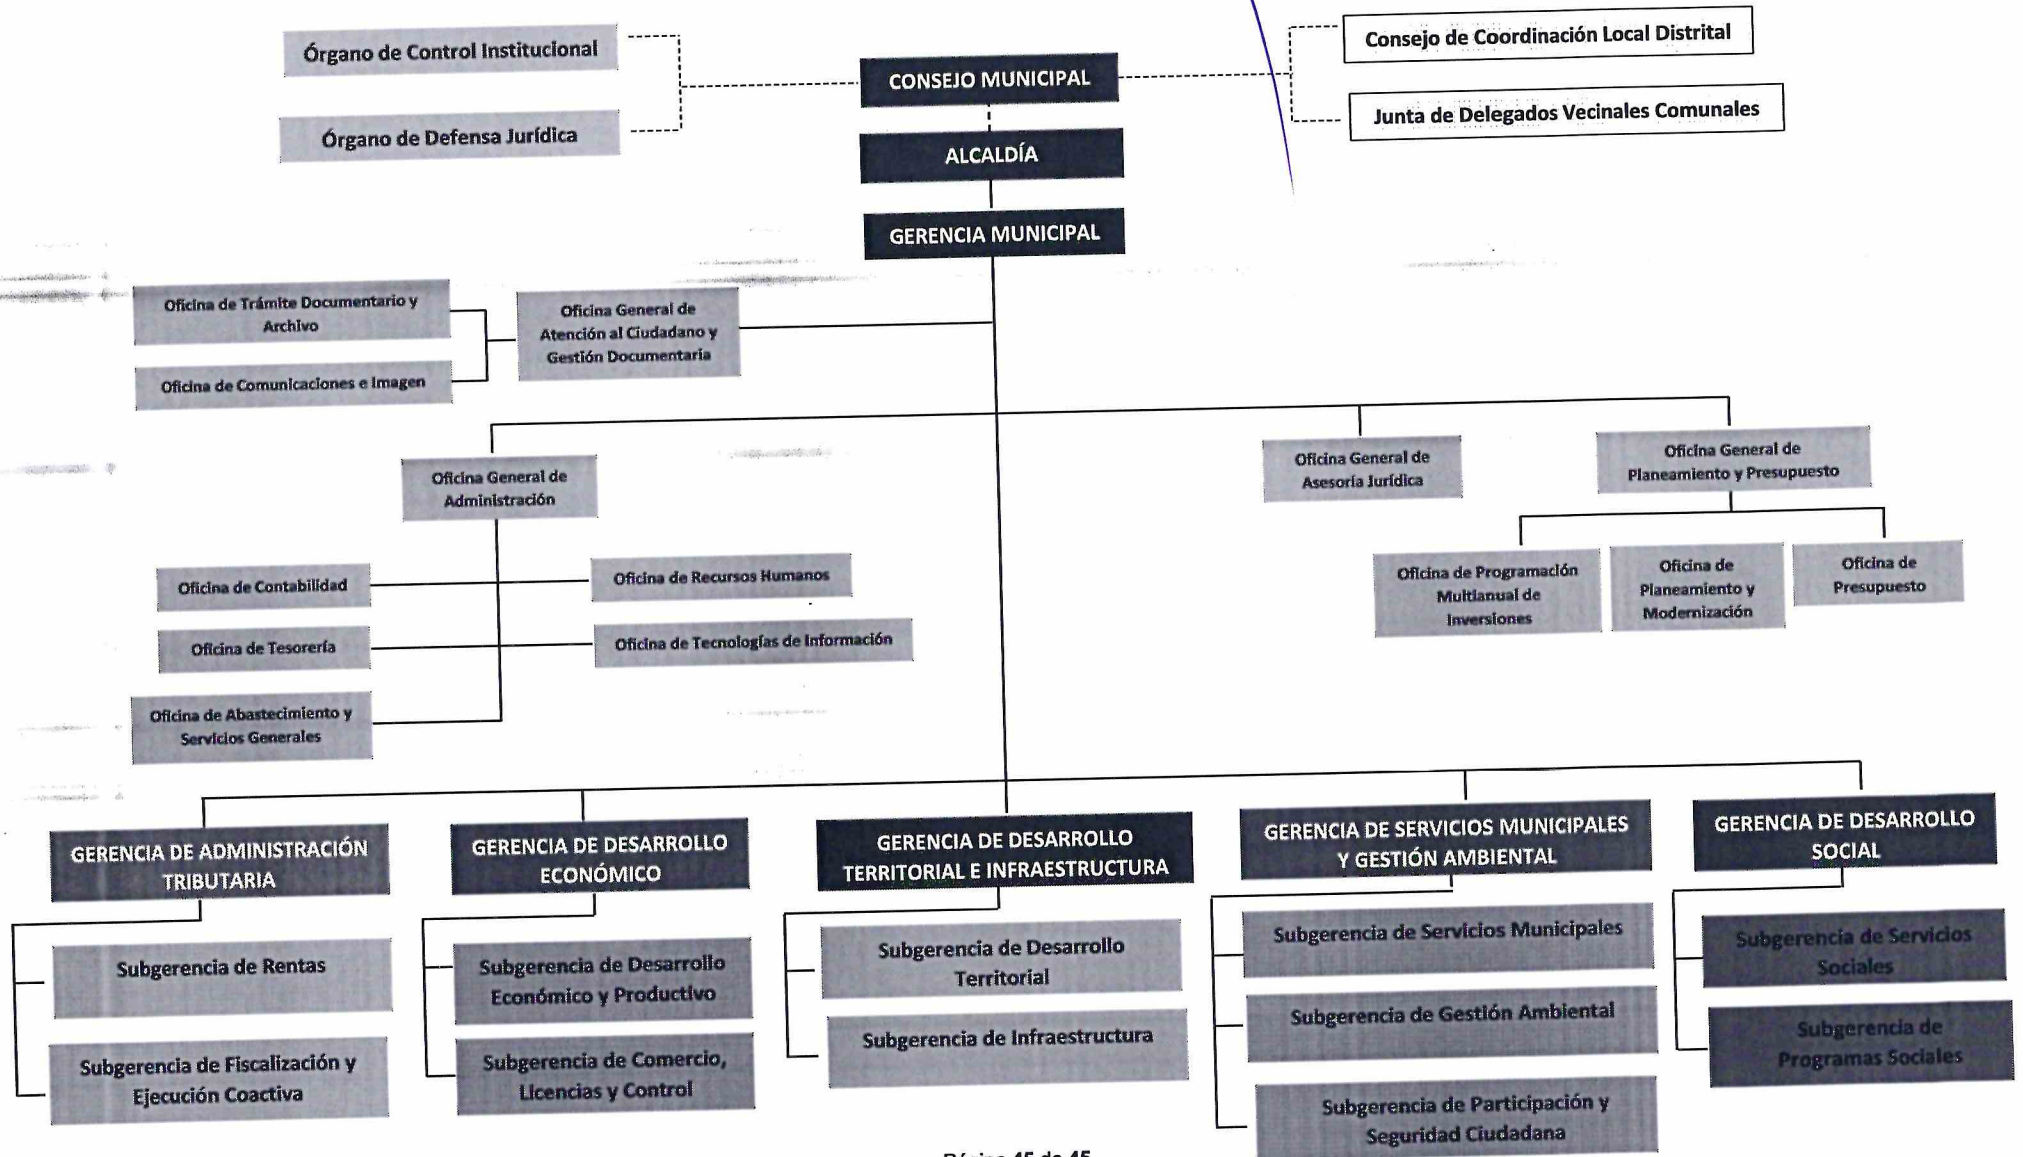 Órgano de Control Institucional
Órgano de Defensa Jurídica
CONSEJO MUNICIPAL
ALCALDÍA
GERENCIA MUNICIPAL
Consejo de Coordinación Local Distrital
Junta de Delegados Vecinales Comunales
Oficina de Trámite Documentario y
Archivo
Oficina de Comunicaciones e Imagen
Oficina General de
Atención al Ciudadano y
Gestión Documentaria
Oficina General de
Administración
Oficina General de
Asesoría Jurídica
Oficina General de
Planeamiento y Presupuesto
Oficina de Programación
Multianual de
Inversiones
Oficina de
Planeamiento y
Modernización
Oficina de
Presupuesto
Oficina de Contabilidad
Oficina de Recursos Humanos
Oficina de Tesorería
Oficina de Tecnologías de Información
Oficina de Abastecimiento y
Servicios Generales
GERENCIA DE ADMINISTRACIÓN
TRIBUTARIA
Subgerencia de Rentas
Subgerencia de Fiscalización y
Ejecución Coactiva
GERENCIA DE DESARROLLO
ECONÓMICO
Subgerencia de Desarrollo
Económico y Productivo
Subgerencia de Comercio,
Licencias y Control
GERENCIA DE DESARROLLO
TERRITORIAL E INFRAESTRUCTURA
Subgerencia de Desarrollo
Territorial
Subgerencia de Infraestructura
GERENCIA DE SERVICIOS MUNICIPALES
Y GESTIÓN AMBIENTAL
Subgerencia de Servicios Municipales
Subgerencia de Gestión Ambiental
Subgerencia de Participación y
Seguridad Ciudadana
GERENCIA DE DESARROLLO
SOCIAL
Subgerencia de Servicios
Sociales
Subgerencia de
Programas Sociales
Página 45 de 45